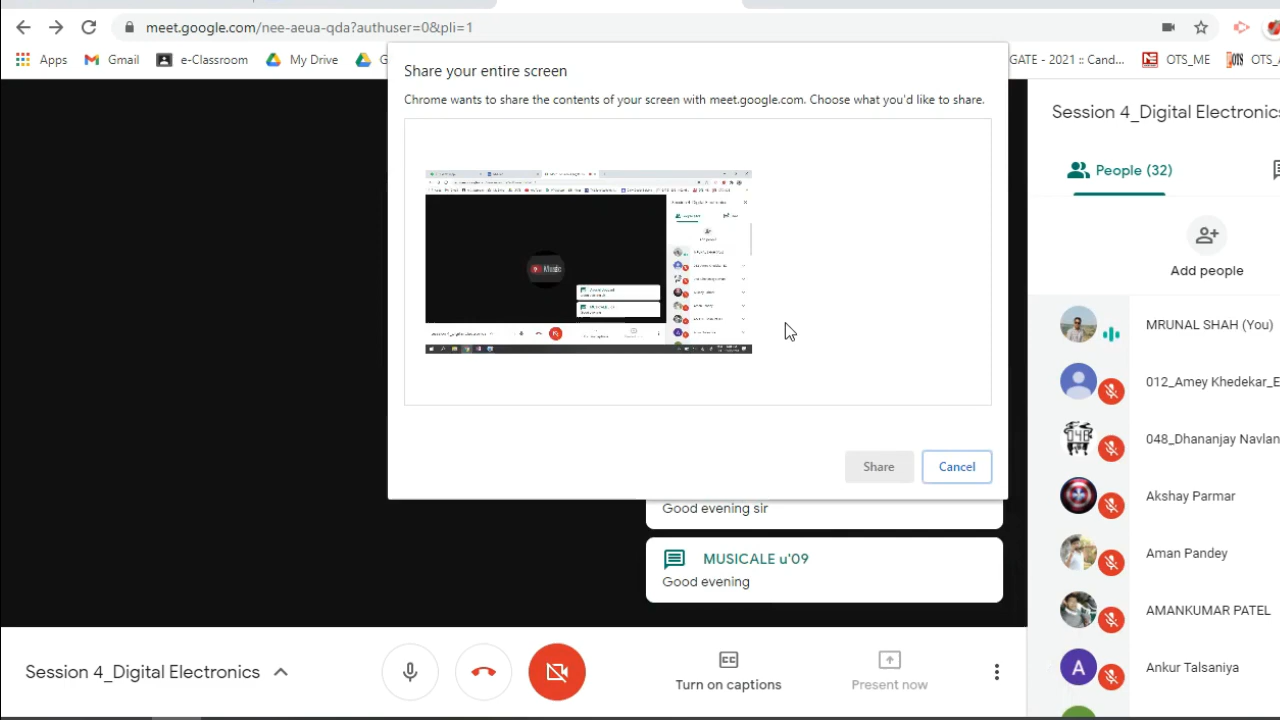 meet.google.com/nee-aeua-qda?authuser=0&pli=1
Apps
Gmail
e-Classroom
My Drive
G
GATE - 2021 :: Cand...
OTS_ME
OTS_A
Share your entire screen
Chrome wants to share the contents of your screen with meet.google.com. Choose what you'd like to share.
Music
Share
Cancel
Good evening sir
MUSICALE u'09
Good evening
Session 4_Digital Electronics
Turn on captions
Present now
Session 4_Digital Electronics
People (32)
Add people
MRUNAL SHAH (You)
012_Amey Khedekar_E
048_Dhananjay Navlan
Akshay Parmar
Aman Pandey
AMANKUMAR PATEL
A
Ankur Talsaniya